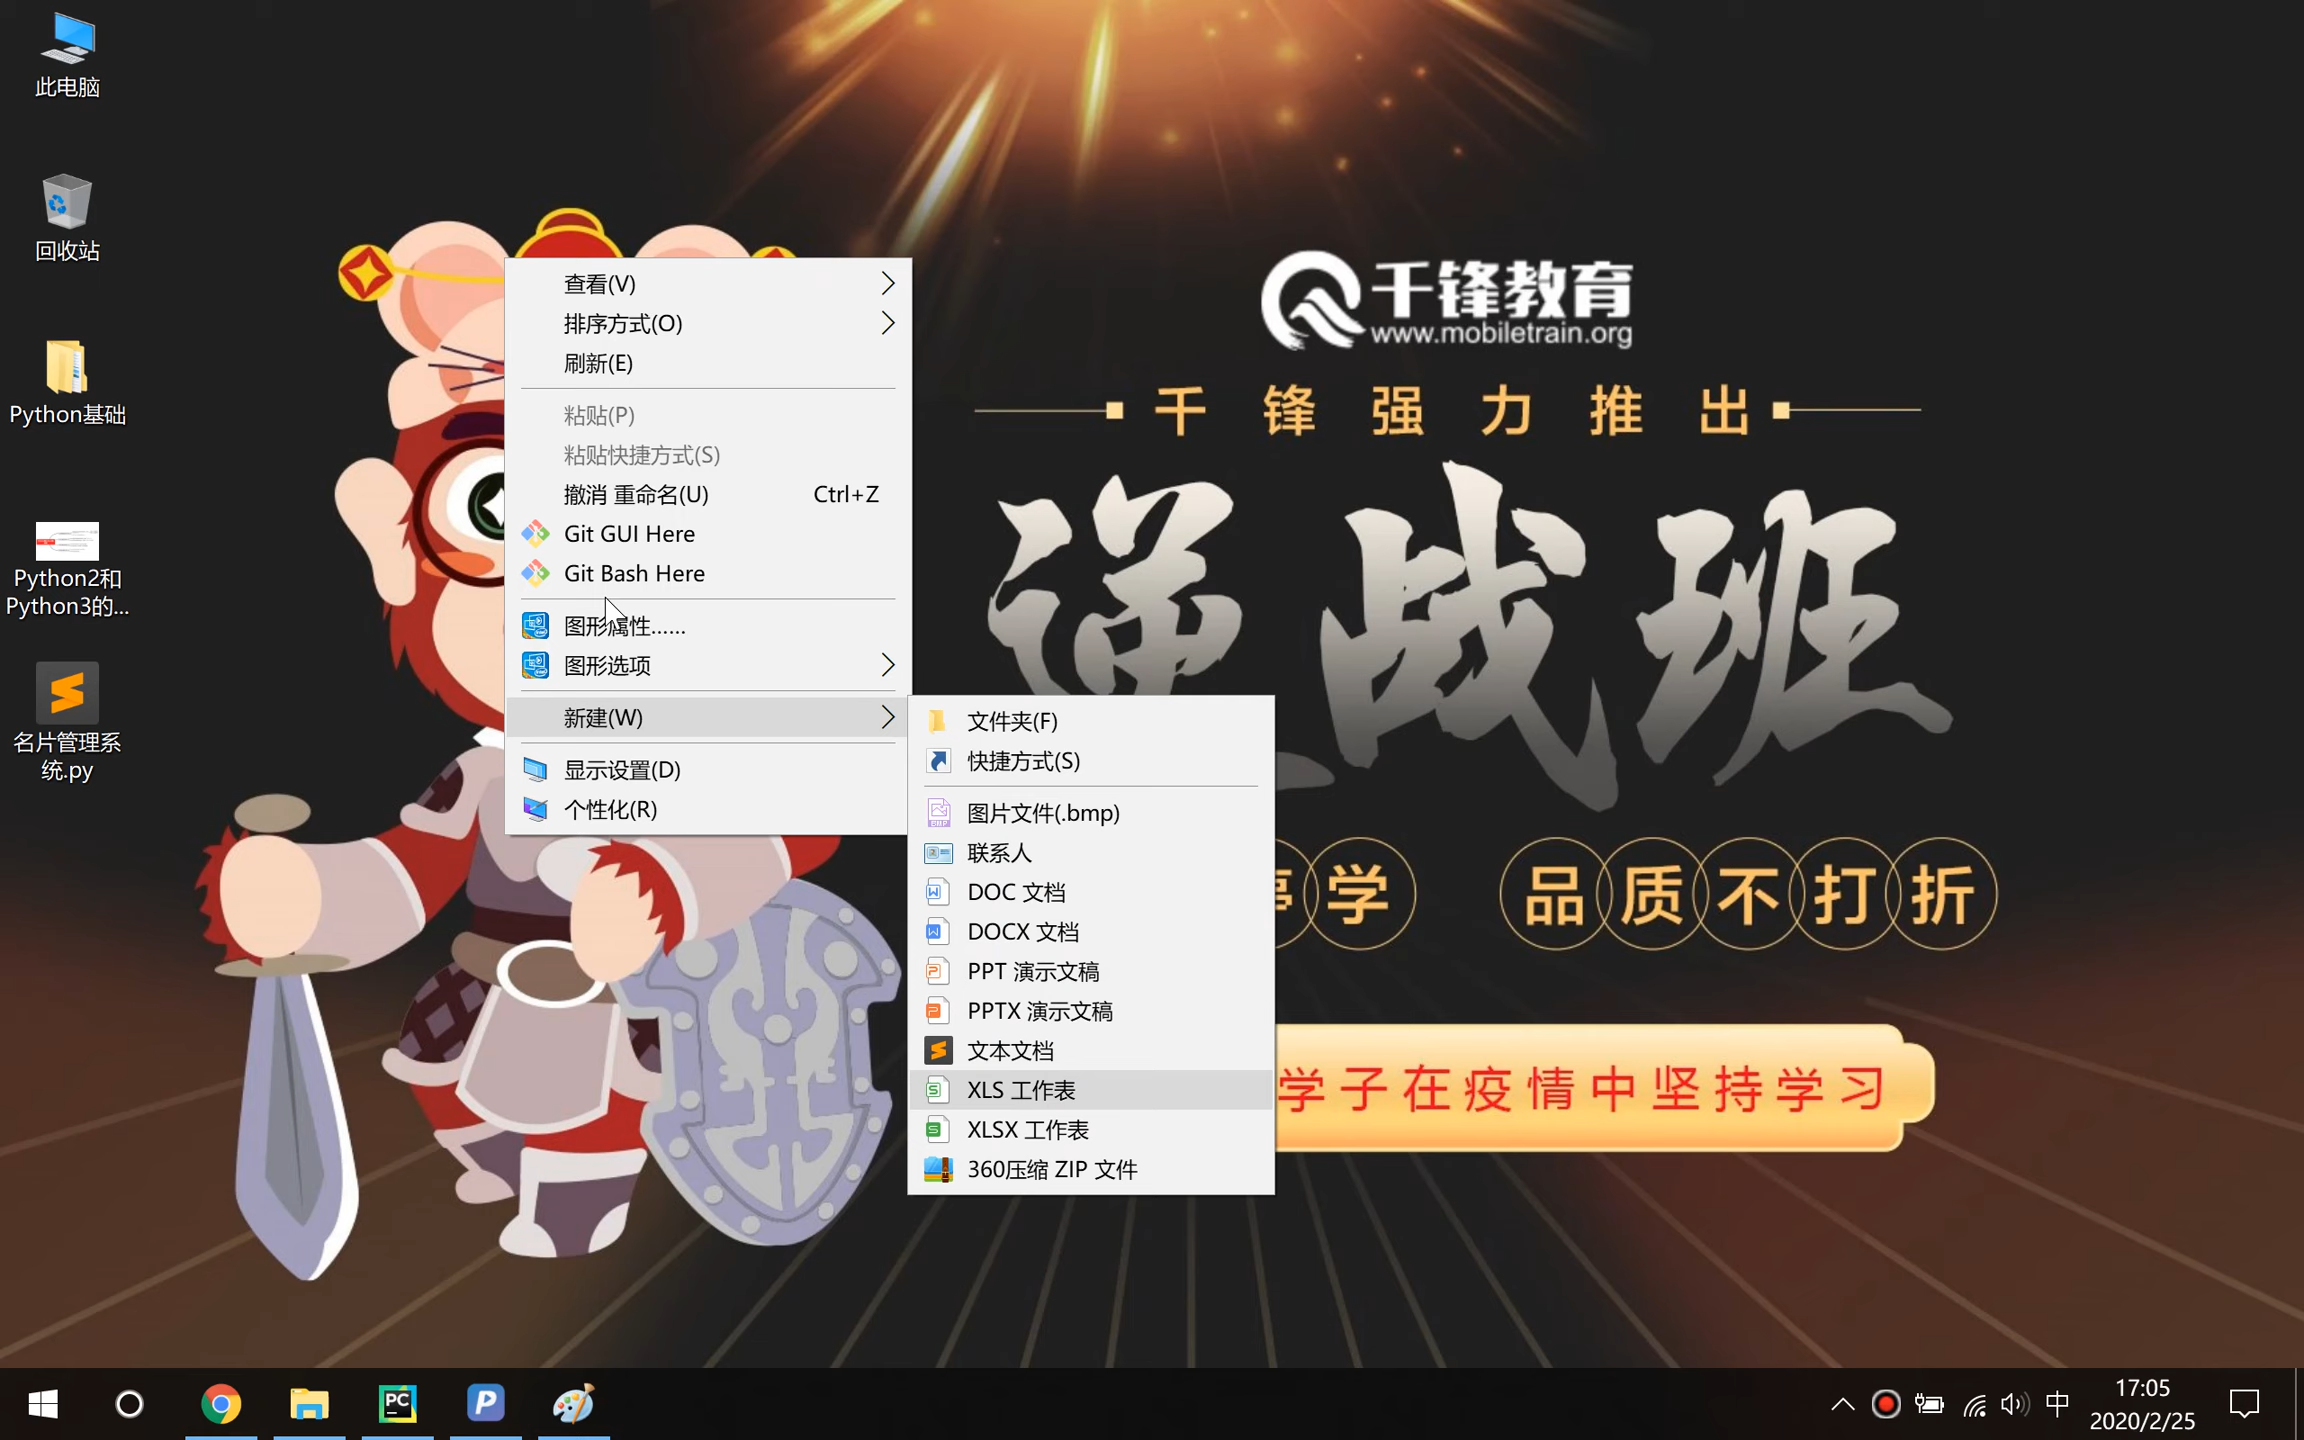 此电脑
回收站
Python基础
Python2和
Python3的...
名片管理系
统.py
查看(V)
排序方式(O)
刷新(E)
粘贴(P)
粘贴快捷方式(S)
撤消 重命名(U) Ctrl+Z
Git GUI Here
Git Bash Here
图形属性......
图形选项
新建(W)
显示设置(D)
个性化(R)
文件夹(F)
快捷方式(S)
图片文件(.bmp)
联系人
DOC 文档
DOCX 文档
PPT 演示文稿
PPTX 演示文稿
文本文档
XLS 工作表
XLSX 工作表
360压缩 ZIP 文件
千锋教育
www.mobiletrain.org
千锋强力推出
逆战班
学 品质不打折
学子在疫情中坚持学习
中
17:05
2020/2/25